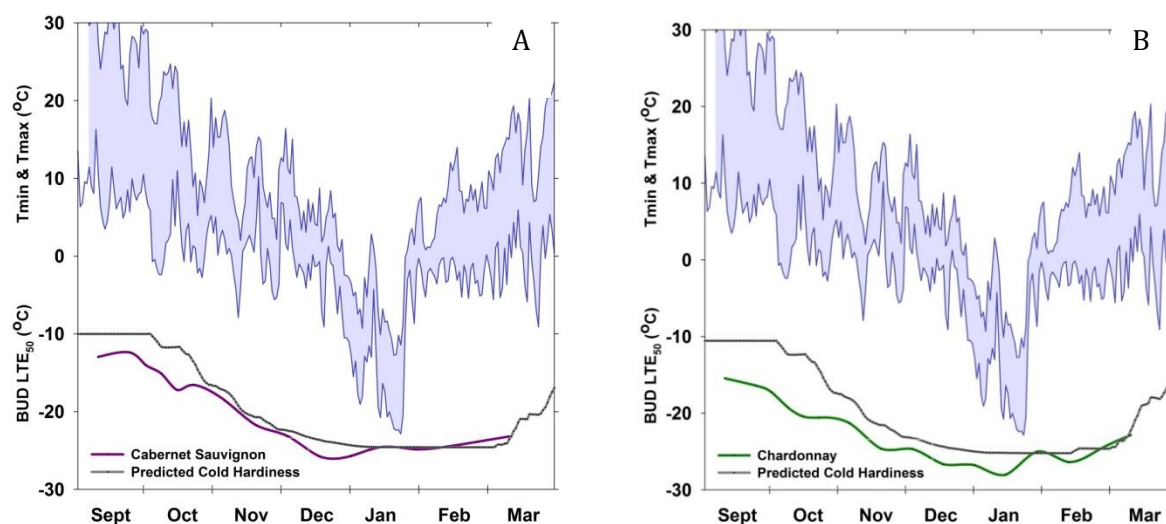 A
30
20
10
0
-10
-20
-30
Tmin & Tmax (°C)
BUD LTE50 (°C)
Cabernet Sauvignon
Predicted Cold Hardiness
Sept Oct Nov Dec Jan Feb Mar
B
30
20
10
0
-10
-20
-30
Tmin & Tmax (°C)
BUD LTE50 (°C)
Chardonnay
Predicted Cold Hardiness
Sept Oct Nov Dec Jan Feb Mar